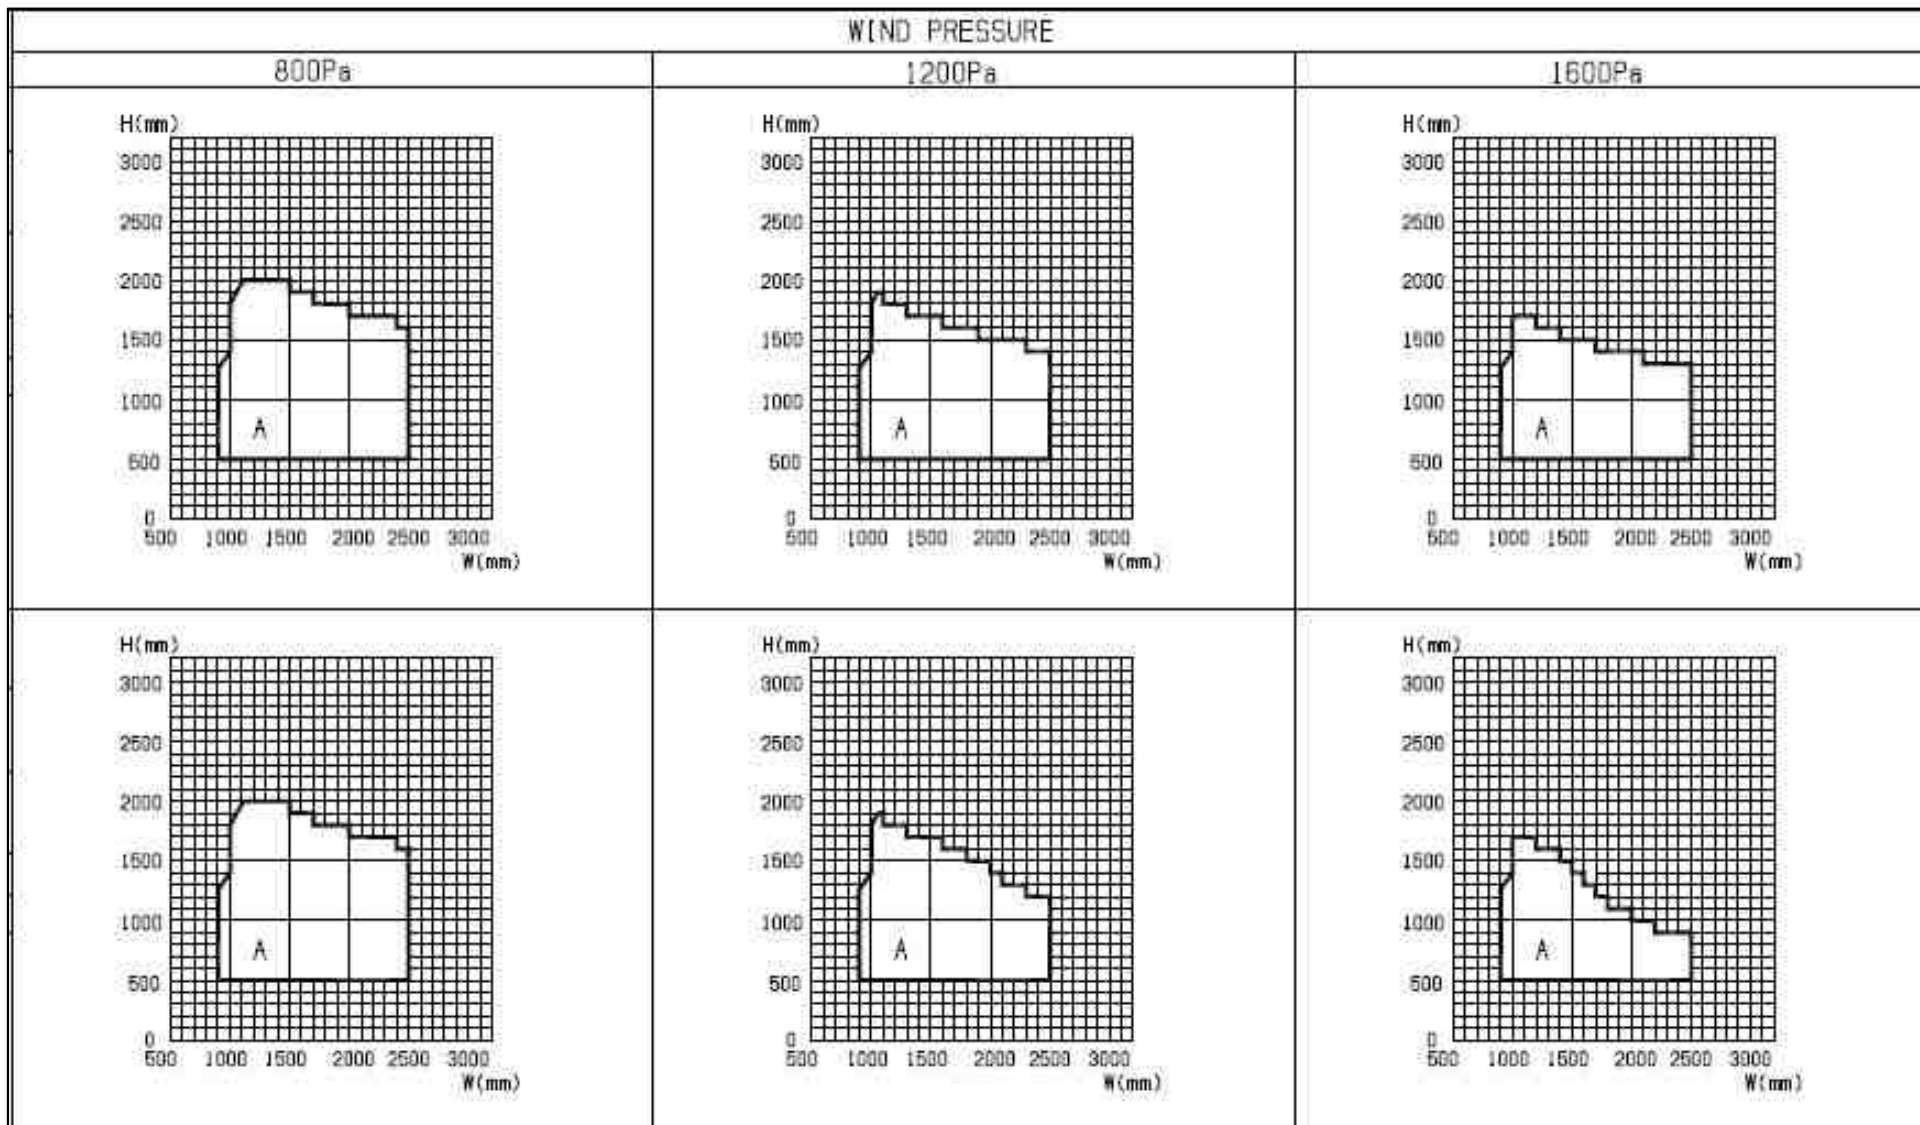 WIND PRESSURE
800Pa 1200Pa 1600Pa
H(mm) H(mm) H(mm)
3000 3000 3000
2500 2500 2500
2000 2000 2000
1500 1500 1500
1000 1000 1000
A A A
500 500 500
0 0 0
500 1000 1500 2000 2500 3000 500 1000 1500 2000 2500 3000 500 1000 1500 2000 2500 3000
W(mm) W(mm) W(mm)
H(mm) H(mm) H(mm)
3000 3000 3000
2500 2500 2500
2000 2000 2000
1500 1500 1500
1000 1000 1000
A A A
500 500 500
0 0 0
500 1000 1500 2000 2500 3000 500 1000 1500 2000 2500 3000 500 1000 1500 2000 2500 3000
W(mm) W(mm) W(mm)